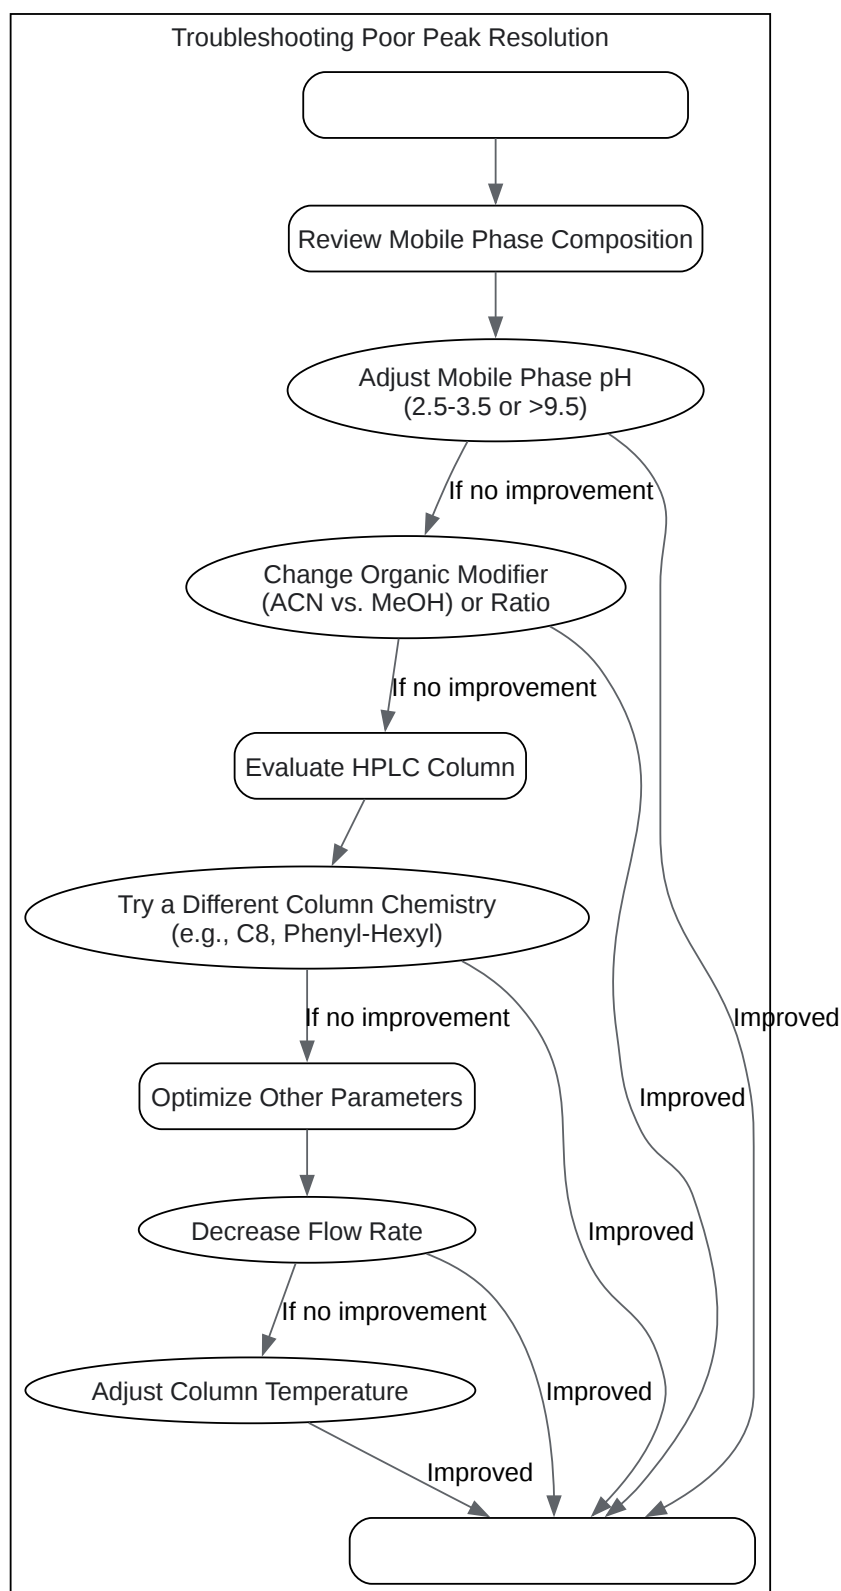 Troubleshooting Poor Peak Resolution
Review Mobile Phase Composition
Adjust Mobile Phase pH
(2.5-3.5 or >9.5)
If no improvement
Change Organic Modifier
(ACN vs. MeOH) or Ratio
If no improvement
Evaluate HPLC Column
Try a Different Column Chemistry
(e.g., C8, Phenyl-Hexyl)
If no improvement
Improved
Optimize Other Parameters
Improved
Decrease Flow Rate
Improved
If no improvement
Adjust Column Temperature
Improved
Improved